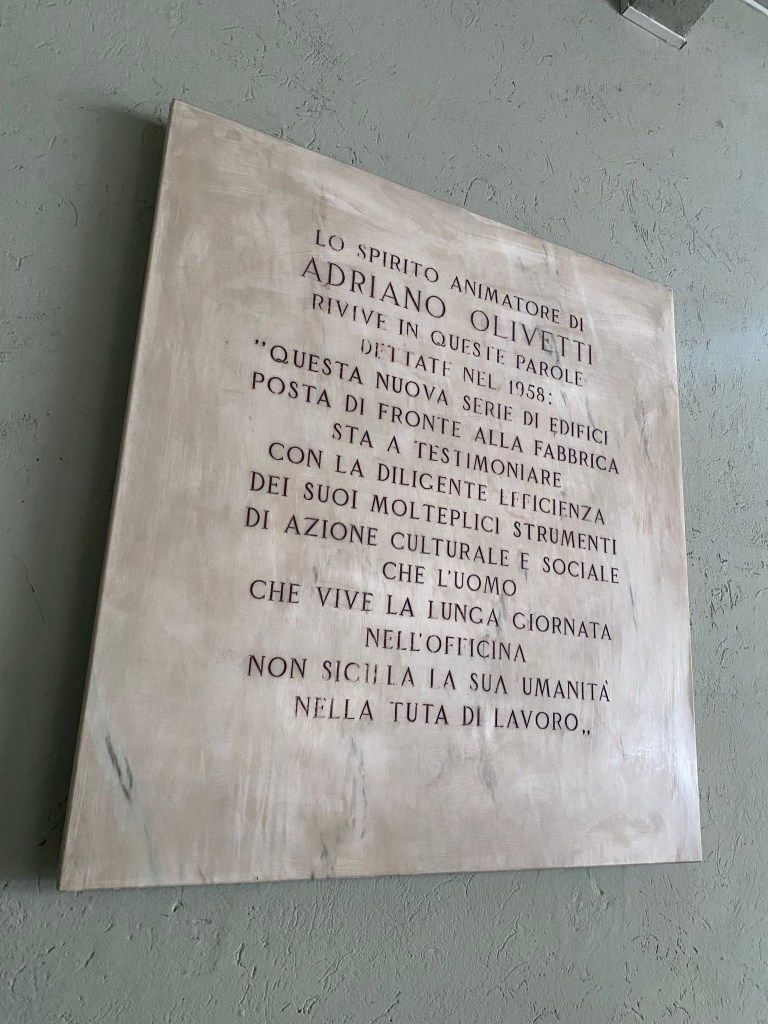 LO SPIRITO ANIMATORE DI
ADRIANO OLIVETTI
RIVIVE IN QUESTE PAROLE
DETTATE NEL 1958:
"QUESTA NUOVA SERIE DI EDIFICI
POSTA DI FRONTE ALLA FABBRICA
STA A TESTIMONIARE
CON LA DILIGENTE EFFICIENZA
DEI SUOI MOLTEPLICI STRUMENTI
DI AZIONE CULTURALE E SOCIALE
CHE L'UOMO
CHE VIVE LA LUNGA GIORNATA
NELL'OFFICINA
NON SIGILLA LA SUA UMANITÀ
NELLA TUTA DI LAVORO„